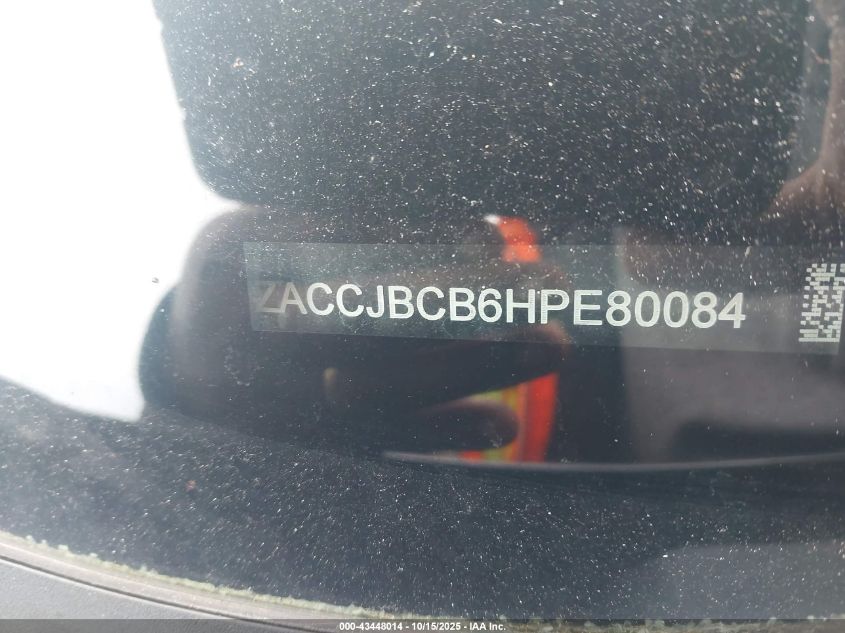 ZACCJBCB6HPE80084
000-43448014 - 10/15/2025 - IAA Inc.